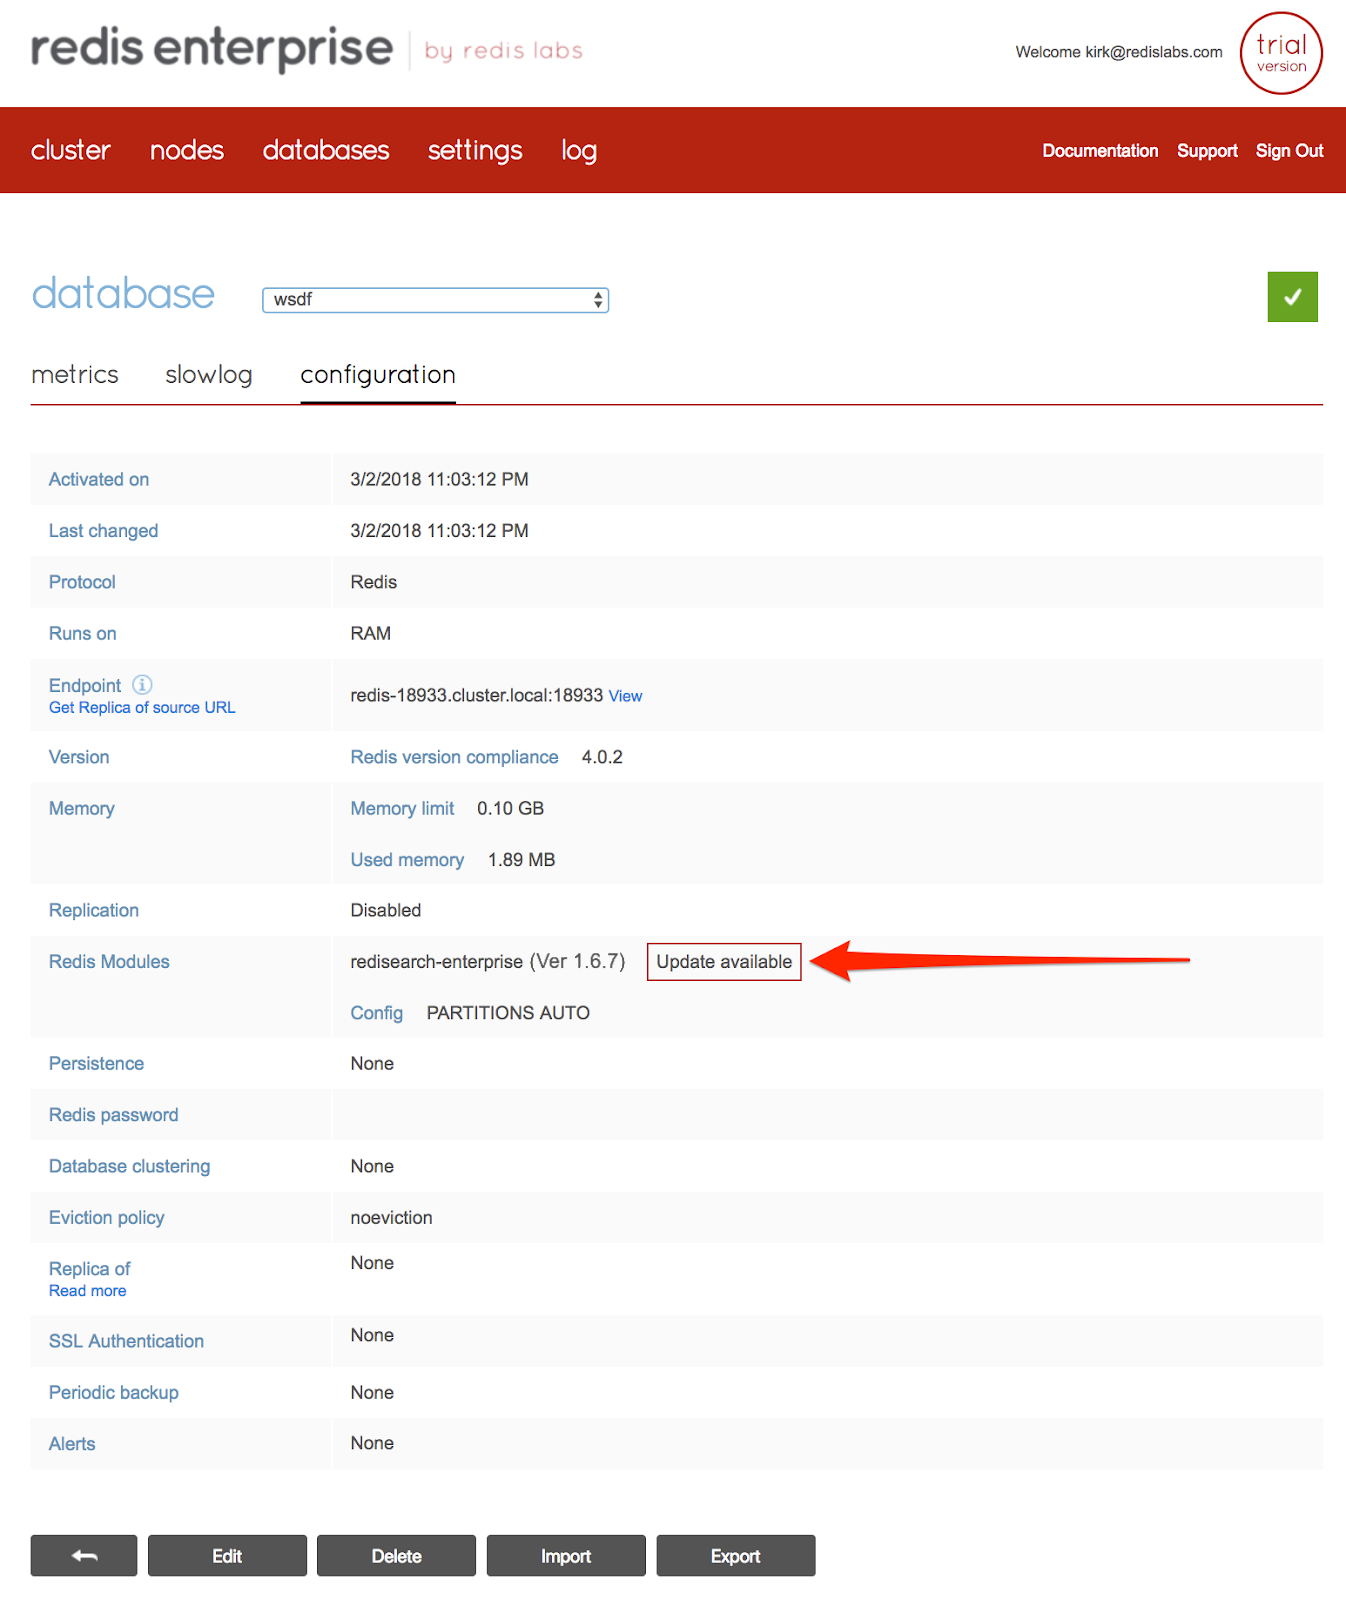 redis enterprise by redis labs
Welcome kirk@redislabs.com
trial
version
cluster nodes databases settings log
Documentation Support Sign Out
database wsdf
metrics slowlog configuration
Activated on 3/2/2018 11:03:12 PM
Last changed 3/2/2018 11:03:12 PM
Protocol Redis
Runs on RAM
Endpoint
Get Replica of source URL
redis-18933.cluster.local:18933 View
Version Redis version compliance 4.0.2
Memory Memory limit 0.10 GB
Used memory 1.89 MB
Replication Disabled
Redis Modules redisearch-enterprise (Ver 1.6.7) Update available
Config PARTITIONS AUTO
Persistence None
Redis password
Database clustering None
Eviction policy noeviction
Replica of None
Read more
SSL Authentication None
Periodic backup None
Alerts None
Edit Delete Import Export